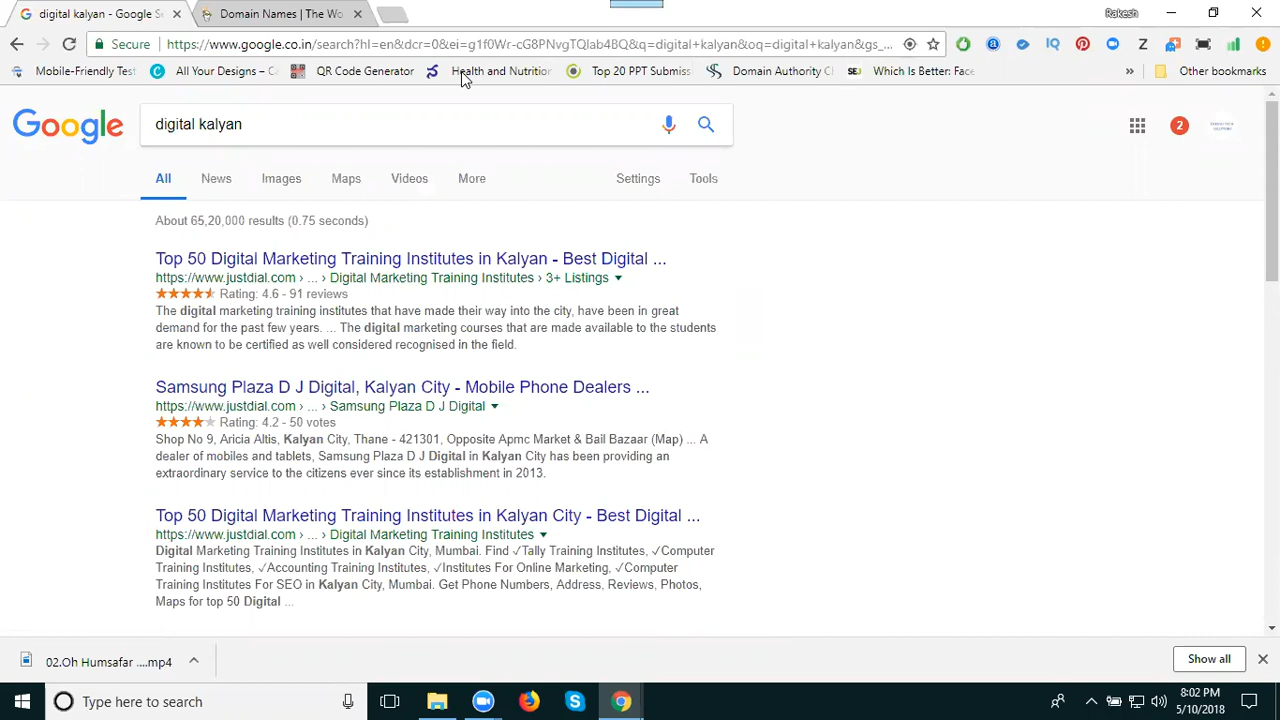 digital kalyan - Google S
Domain Names | The Wo
Rakesh
Secure
https://www.google.co.in/search?hl=en&dcr=0&ei=g1f0Wr-cG8PNvgTQlab4BQ&q=digital+kalyan&oq=digital+kalyan&gs_
Mobile-Friendly Test
All Your Designs – C
QR Code Generator
Health and Nutrition
Top 20 PPT Submiss
Domain Authority Cl
Which Is Better: Face
» Other bookmarks
Google
digital kalyan
2
All News Images Maps Videos More Settings Tools
About 65,20,000 results (0.75 seconds)
Top 50 Digital Marketing Training Institutes in Kalyan - Best Digital ...
https://www.justdial.com › ... › Digital Marketing Training Institutes › 3+ Listings
Rating: 4.6 - 91 reviews
The digital marketing training institutes that have made their way into the city, have been in great
demand for the past few years. ... The digital marketing courses that are made available to the students
are known to be certified as well considered recognised in the field.
Samsung Plaza D J Digital, Kalyan City - Mobile Phone Dealers ...
https://www.justdial.com › ... › Samsung Plaza D J Digital
Rating: 4.2 - 50 votes
Shop No 9, Aricia Altis, Kalyan City, Thane - 421301, Opposite Apmc Market & Bail Bazaar (Map) ... A
dealer of mobiles and tablets, Samsung Plaza D J Digital in Kalyan City has been providing an
extraordinary service to the citizens ever since its establishment in 2013.
Top 50 Digital Marketing Training Institutes in Kalyan City - Best Digital ...
https://www.justdial.com › ... › Digital Marketing Training Institutes
Digital Marketing Training Institutes in Kalyan City, Mumbai. Find ✓Tally Training Institutes, ✓Computer
Training Institutes, ✓Accounting Training Institutes, ✓Institutes For Online Marketing, ✓Computer
Training Institutes For SEO in Kalyan City, Mumbai. Get Phone Numbers, Address, Reviews, Photos,
Maps for top 50 Digital ...
02.Oh Humsafar ....mp4
Show all
Type here to search
8:02 PM
5/10/2018